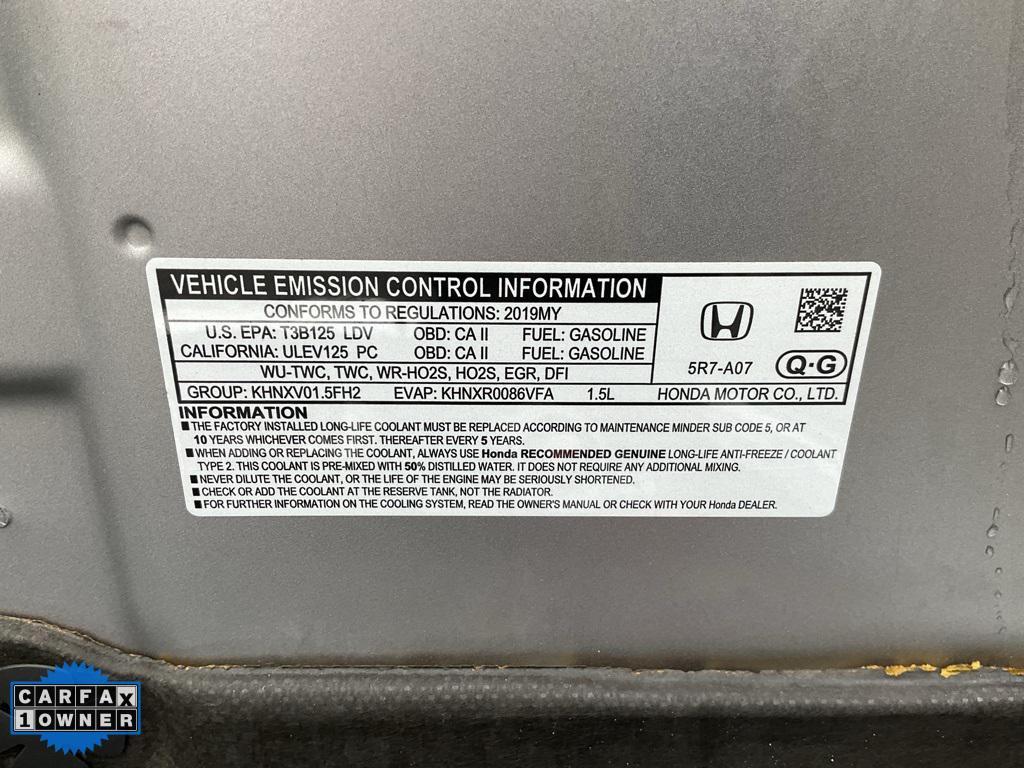 VEHICLE EMISSION CONTROL INFORMATION
CONFORMS TO REGULATIONS: 2019MY
U.S. EPA: T3B125 LDV OBD: CA II FUEL: GASOLINE
CALIFORNIA: ULEV125 PC OBD: CA II FUEL: GASOLINE
WU-TWC, TWC, WR-HO2S, HO2S, EGR, DFI
5R7-A07 Q·G
GROUP: KHNXV01.5FH2 EVAP: KHNXR0086VFA 1.5L HONDA MOTOR CO., LTD.
INFORMATION
■ THE FACTORY INSTALLED LONG-LIFE COOLANT MUST BE REPLACED ACCORDING TO MAINTENANCE MINDER SUB CODE 5, OR AT
10 YEARS WHICHEVER COMES FIRST. THEREAFTER EVERY 5 YEARS.
■ WHEN ADDING OR REPLACING THE COOLANT, ALWAYS USE Honda RECOMMENDED GENUINE LONG-LIFE ANTI-FREEZE / COOLANT
TYPE 2. THIS COOLANT IS PRE-MIXED WITH 50% DISTILLED WATER. IT DOES NOT REQUIRE ANY ADDITIONAL MIXING.
■ NEVER DILUTE THE COOLANT, OR THE LIFE OF THE ENGINE MAY BE SERIOUSLY SHORTENED.
■ CHECK OR ADD THE COOLANT AT THE RESERVE TANK, NOT THE RADIATOR.
■ FOR FURTHER INFORMATION ON THE COOLING SYSTEM, READ THE OWNER'S MANUAL OR CHECK WITH YOUR Honda DEALER.
CARFAX
1 OWNER